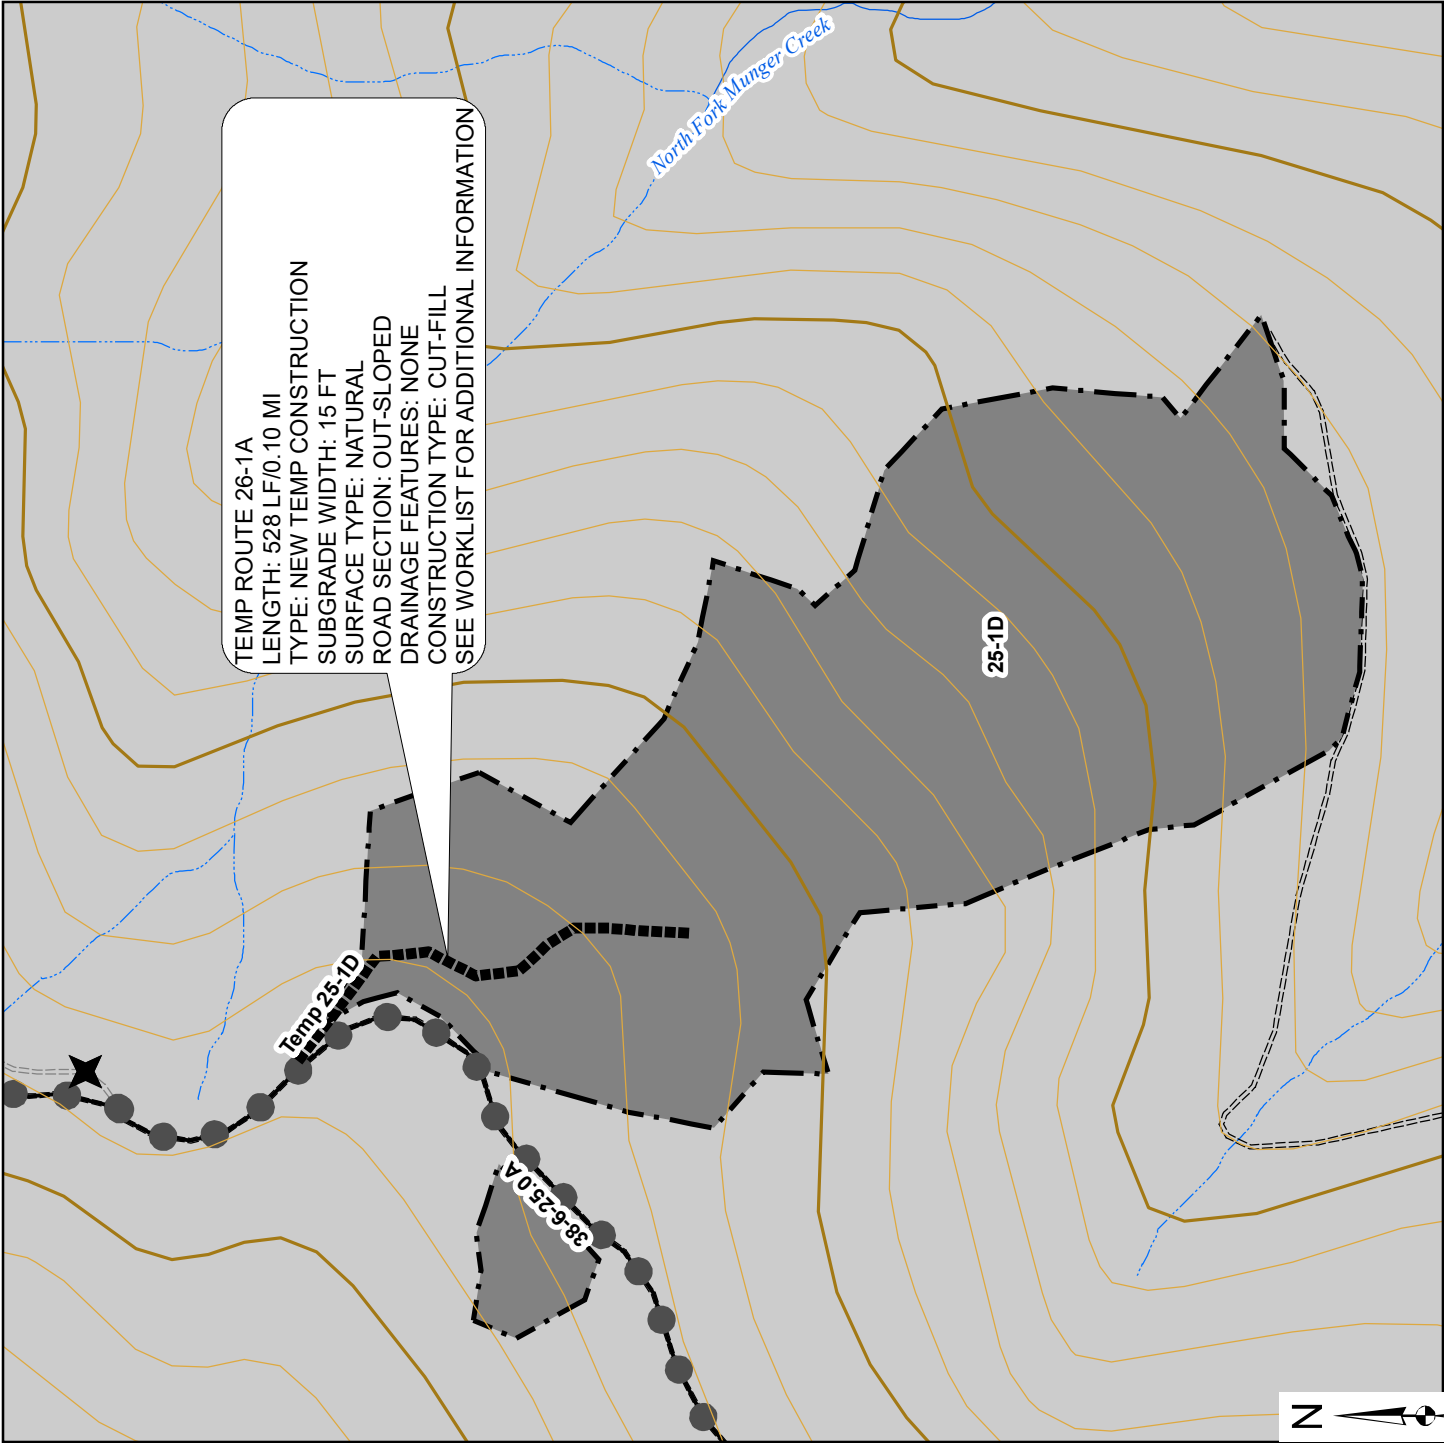 TEMP ROUTE 26-1A
LENGTH: 528 LF/0.10 MI
TYPE: NEW TEMP CONSTRUCTION
SUBGRADE WIDTH: 15 FT
SURFACE TYPE: NATURAL
ROAD SECTION: OUT-SLOPED
DRAINAGE FEATURES: NONE
CONSTRUCTION TYPE: CUT-FILL
SEE WORKLIST FOR ADDITIONAL INFORMATION
North Fork Munger Creek
Temp 25-1D
25-1D
38-6-25.0 A
N